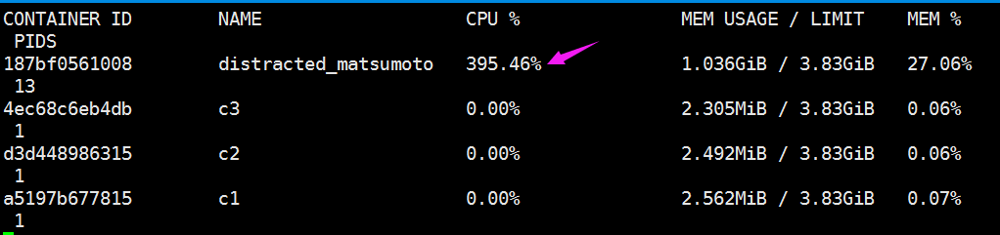 CONTAINER ID NAME CPU % MEM USAGE / LIMIT MEM %
PIDS
187bf0561008 distracted_matsumoto 395.46% 1.036GiB / 3.83GiB 27.06%
13
4ec68c6eb4db c3 0.00% 2.305MiB / 3.83GiB 0.06%
1
d3d448986315 c2 0.00% 2.492MiB / 3.83GiB 0.06%
1
a5197b677815 c1 0.00% 2.562MiB / 3.83GiB 0.07%
1